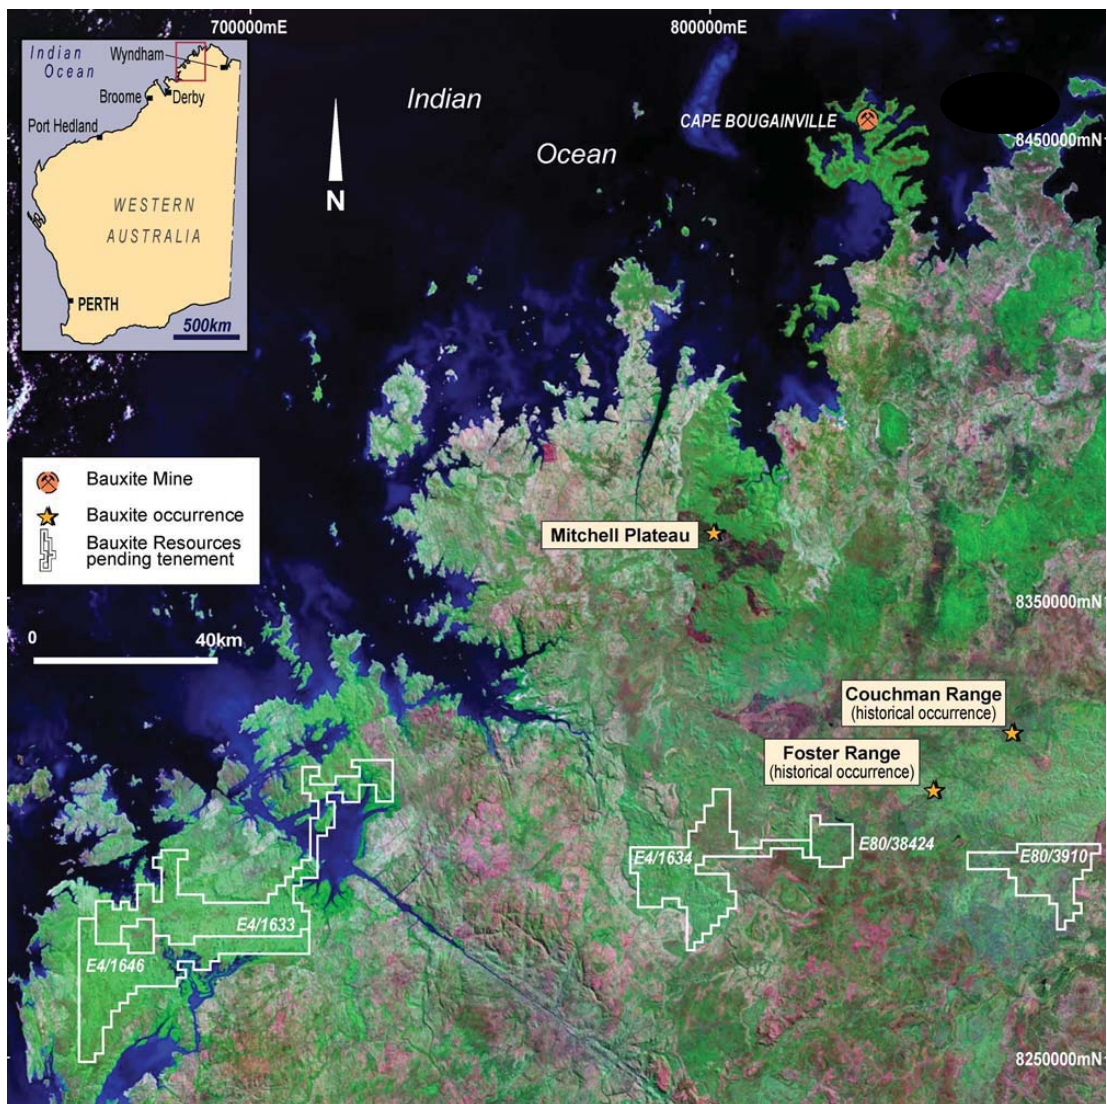 700000mE
800000mE
Indian
Ocean
Wyndham
Broome
Derby
Port Hedland
WESTERN
AUSTRALIA
PERTH
500km
Indian
Ocean
N
CAPE BOUGAINVILLE
8450000mN
Bauxite Mine
Bauxite occurrence
Bauxite Resources
pending tenement
Mitchell Plateau
8350000mN
0
40km
Couchman Range
(historical occurrence)
Foster Range
(historical occurrence)
E4/1634
E80/38424
E80/3910
E4/1633
E4/1646
8250000mN